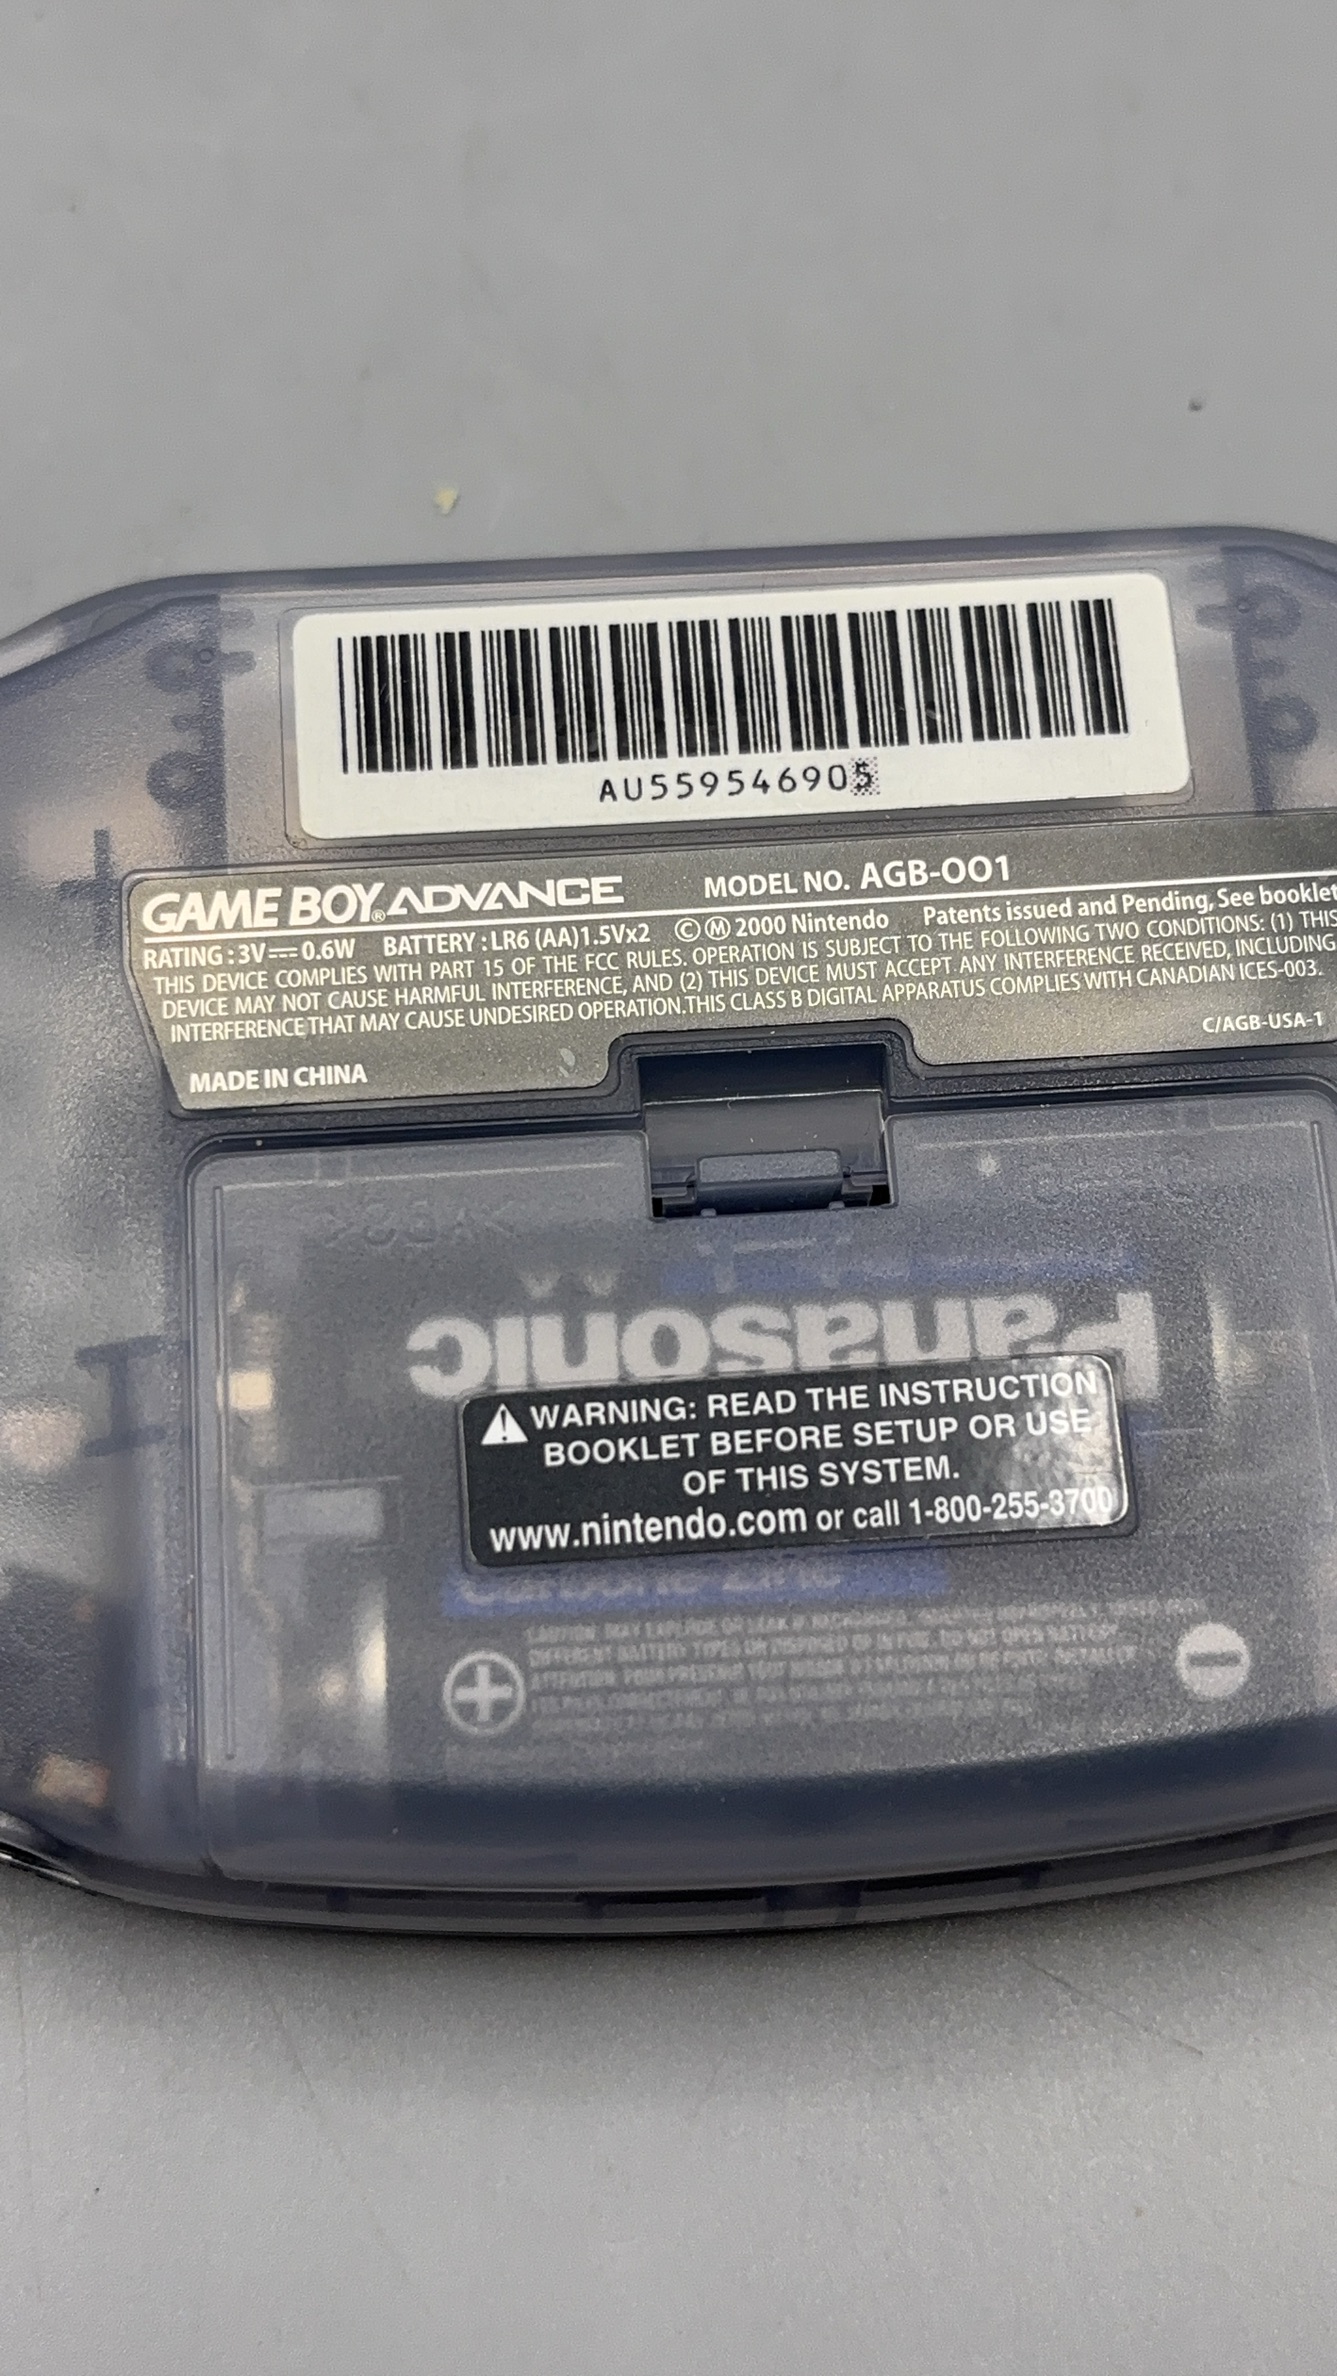 AU559546905
GAME BOY® ADVANCE MODEL NO. AGB-001
RATING : 3V⎓0.6W BATTERY : LR6 (AA)1.5Vx2 ©Ⓜ 2000 Nintendo Patents issued and Pending, See booklet
THIS DEVICE COMPLIES WITH PART 15 OF THE FCC RULES. OPERATION IS SUBJECT TO THE FOLLOWING TWO CONDITIONS: (1) THIS
DEVICE MAY NOT CAUSE HARMFUL INTERFERENCE, AND (2) THIS DEVICE MUST ACCEPT ANY INTERFERENCE RECEIVED, INCLUDING
INTERFERENCE THAT MAY CAUSE UNDESIRED OPERATION.THIS CLASS B DIGITAL APPARATUS COMPLIES WITH CANADIAN ICES-003.
C/AGB-USA-1
MADE IN CHINA
Panasonic
WARNING: READ THE INSTRUCTION
BOOKLET BEFORE SETUP OR USE
OF THIS SYSTEM.
www.nintendo.com or call 1-800-255-3700